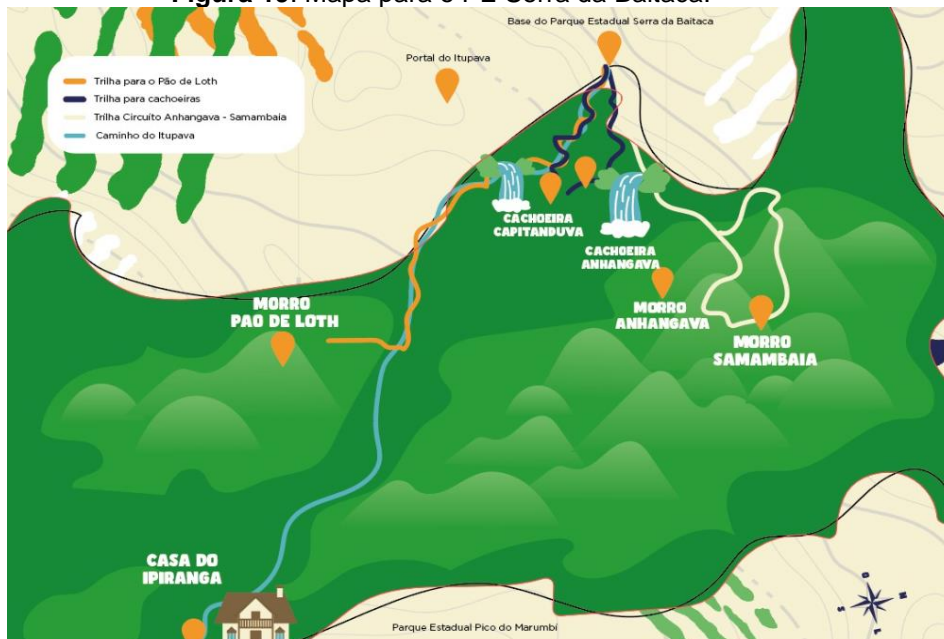 Figura Mapa para o PE Serra da Baitaca.
Base do Parque Estadual Serra da Baitaca
Portal do Itupava
Trilha para o Pão de Loth
Trilha para cachoeiras
Trilha Circuito Anhangava - Samambaia
Caminho do Itupava
CACHOEIRA
CAPITANDUVA
CACHOEIRA
ANHANGAVA
MORRO
PAO DE LOTH
MORRO
ANHANGAVA
MORRO
SAMAMBAIA
CASA DO
IPIRANGA
Parque Estadual Pico do Marumbi
O
N
S
L